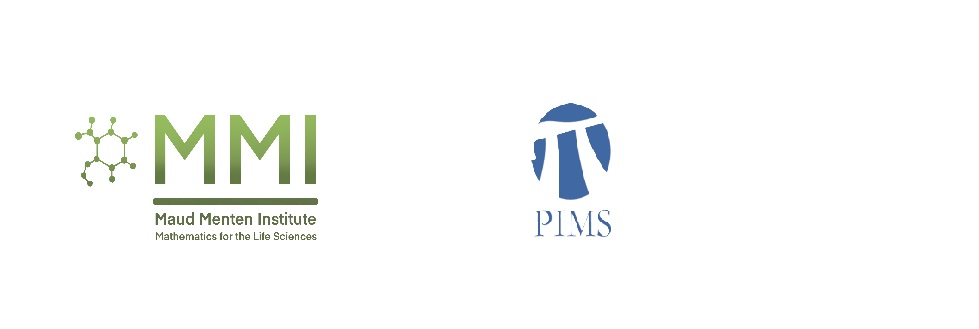 MMI
Maud Menten Institute
Mathematics for the Life Sciences
PIMS